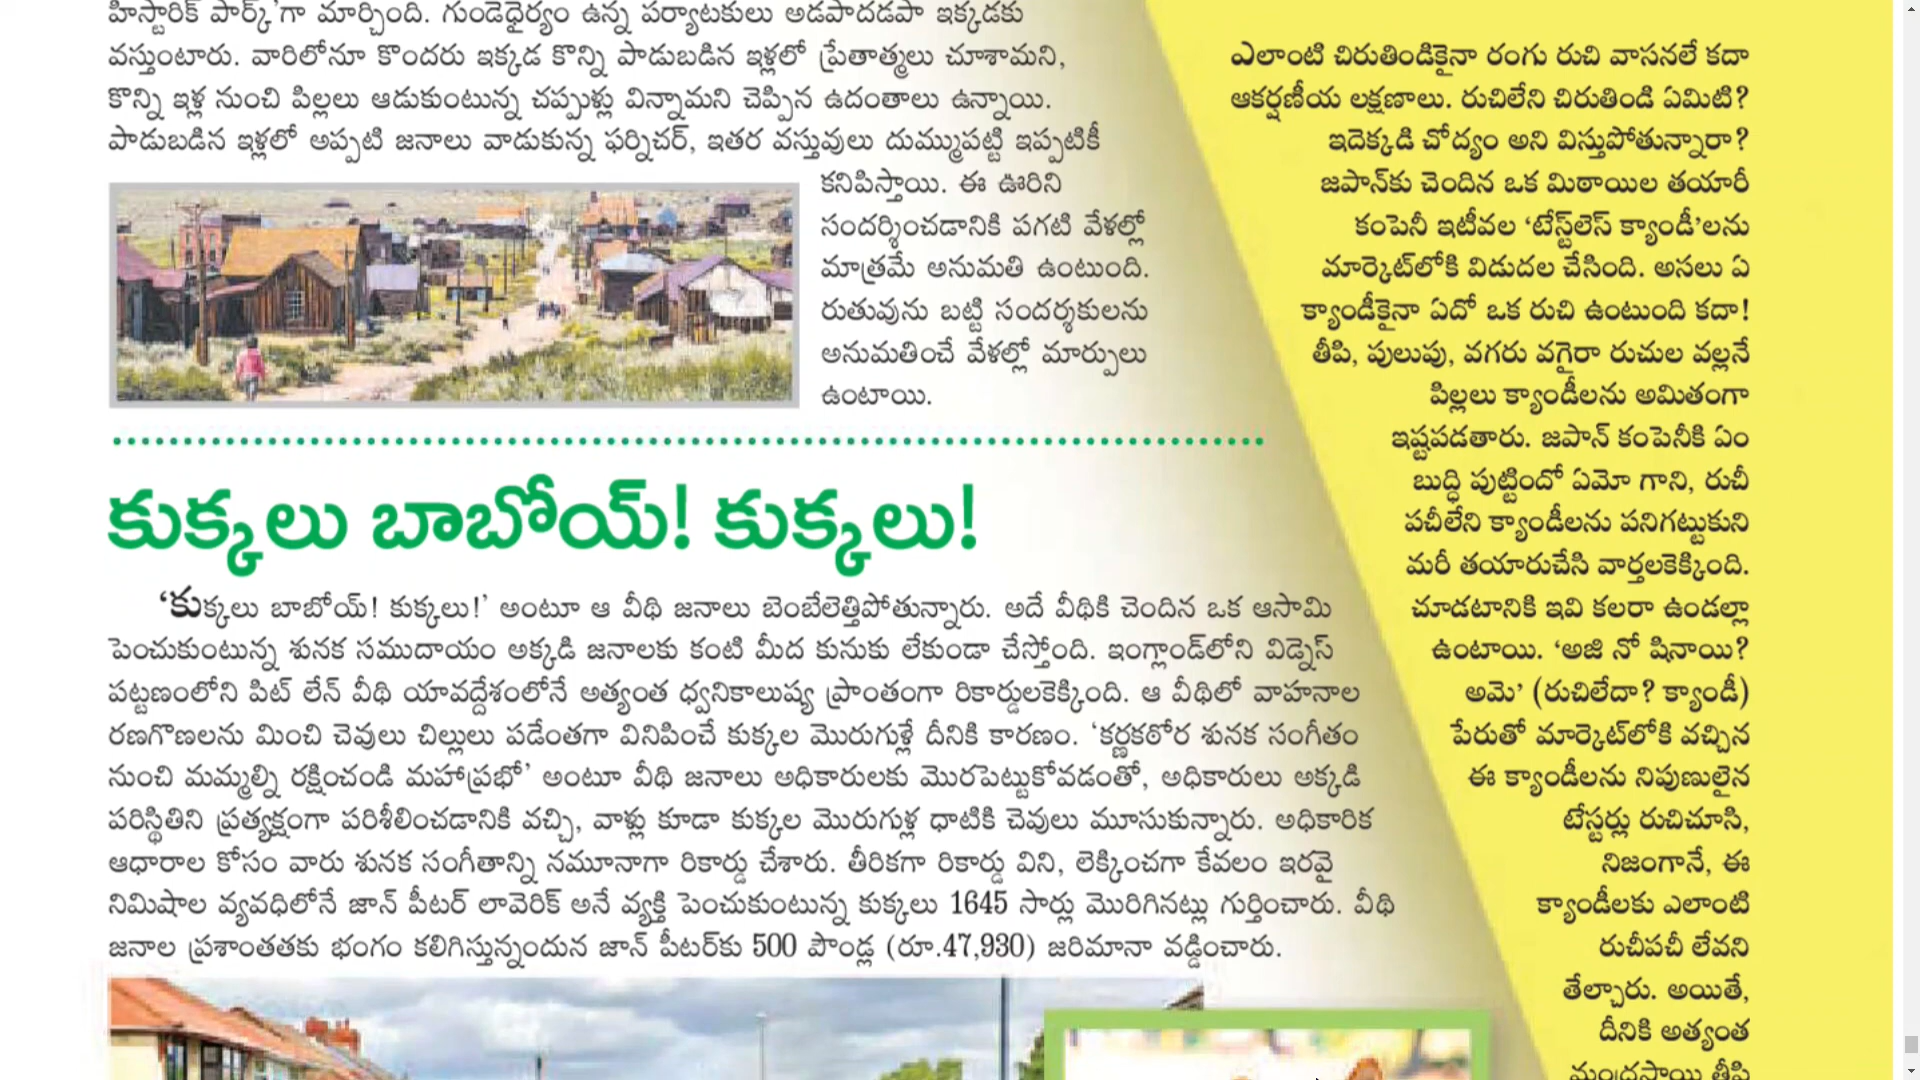 హిస్టారిక్ పార్క్'గా మార్చింది. గుండెధైర్యం ఉన్న పర్యాటకులు అడపాదడపా ఇక్కడకు
వస్తుంటారు. వారిలోనూ కొందరు ఇక్కడ కొన్ని పాడుబడిన ఇళ్లలో ప్రేతాత్మలు చూశామని,
కొన్ని ఇళ్ల నుంచి పిల్లలు ఆడుకుంటున్న చప్పుళ్లు విన్నామని చెప్పిన ఉదంతాలు ఉన్నాయి.
పాడుబడిన ఇళ్లలో అప్పటి జనాలు వాడుకున్న ఫర్నిచర్, ఇతర వస్తువులు దుమ్ముపట్టి ఇప్పటికీ
కనిపిస్తాయి. ఈ ఊరిని
సందర్శించడానికి పగటి వేళల్లో
మాత్రమే అనుమతి ఉంటుంది.
రుతువును బట్టి సందర్శకులను
అనుమతించే వేళల్లో మార్పులు
ఉంటాయి.
కుక్కలు బాబోయ్! కుక్కలు!
'కుక్కలు బాబోయ్! కుక్కలు!' అంటూ ఆ వీథి జనాలు బెంబేలెత్తిపోతున్నారు. అదే వీథికి చెందిన ఒక ఆసామి
పెంచుకుంటున్న శునక సముదాయం అక్కడి జనాలకు కంటి మీద కునుకు లేకుండా చేస్తోంది. ఇంగ్లాండ్‌లోని విడ్నెస్
పట్టణంలోని పిట్ లేన్ వీథి యావద్దేశంలోనే అత్యంత ధ్వనికాలుష్య ప్రాంతంగా రికార్డులకెక్కింది. ఆ వీథిలో వాహనాల
రణగొణలను మించి చెవులు చిల్లులు పడేంతగా వినిపించే కుక్కల మొరుగుళ్లే దీనికి కారణం. 'కర్ణకఠోర శునక సంగీతం
నుంచి మమ్మల్ని రక్షించండి మహాప్రభో' అంటూ వీథి జనాలు అధికారులకు మొరపెట్టుకోవడంతో, అధికారులు అక్కడి
పరిస్థితిని ప్రత్యక్షంగా పరిశీలించడానికి వచ్చి, వాళ్లు కూడా కుక్కల మొరుగుళ్ల ధాటికి చెవులు మూసుకున్నారు. అధికారిక
ఆధారాల కోసం వారు శునక సంగీతాన్ని నమూనాగా రికార్డు చేశారు. తీరికగా రికార్డు విని, లెక్కించగా కేవలం ఇరవై
నిమిషాల వ్యవధిలోనే జాన్ పీటర్ లావెరిక్ అనే వ్యక్తి పెంచుకుంటున్న కుక్కలు 1645 సార్లు మొరిగినట్లు గుర్తించారు. వీథి
జనాల ప్రశాంతతకు భంగం కలిగిస్తున్నందున జాన్ పీటర్‌కు 500 పౌండ్ల (రూ.47,930) జరిమానా వడ్డించారు.
ఎలాంటి చిరుతిండికైనా రంగు రుచి వాసనలే కదా
ఆకర్షణీయ లక్షణాలు. రుచిలేని చిరుతిండి ఏమిటి?
ఇదెక్కడి చోద్యం అని విస్తుపోతున్నారా?
జపాన్‌కు చెందిన ఒక మిఠాయిల తయారీ
కంపెనీ ఇటీవల 'టేస్ట్‌లెస్ క్యాండీ'లను
మార్కెట్‌లోకి విడుదల చేసింది. అసలు ఏ
క్యాండీకైనా ఏదో ఒక రుచి ఉంటుంది కదా!
తీపి, పులుపు, వగరు వగైరా రుచుల వల్లనే
పిల్లలు క్యాండీలను అమితంగా
ఇష్టపడతారు. జపాన్ కంపెనీకి ఏం
బుద్ధి పుట్టిందో ఏమో గాని, రుచీ
పచీలేని క్యాండీలను పనిగట్టుకుని
మరీ తయారుచేసి వార్తలకెక్కింది.
చూడటానికి ఇవి కలరా ఉండల్లా
ఉంటాయి. 'అజి నో షినాయి?
అమె' (రుచిలేదా? క్యాండీ)
పేరుతో మార్కెట్‌లోకి వచ్చిన
ఈ క్యాండీలను నిపుణులైన
టేస్టర్లు రుచిచూసి,
నిజంగానే, ఈ
క్యాండీలకు ఎలాంటి
రుచీపచీ లేవని
తేల్చారు. అయితే,
దీనికి అత్యంత
మంద్రస్థాయి తీపి